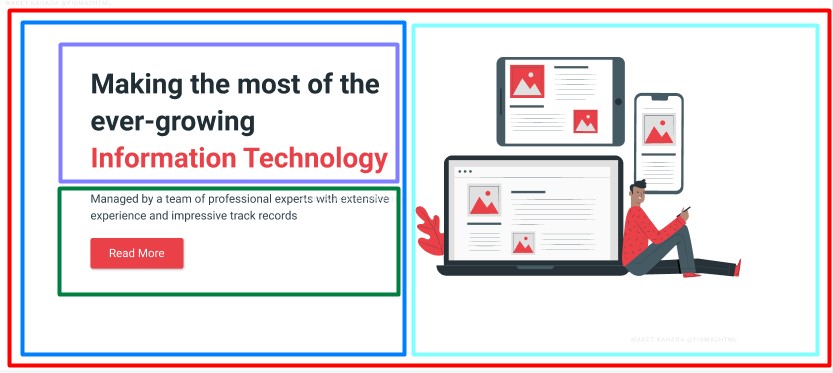 Making the most of the
ever-growing
Information Technology
Managed by a team of professional experts with extensive
experience and impressive track records
Read More